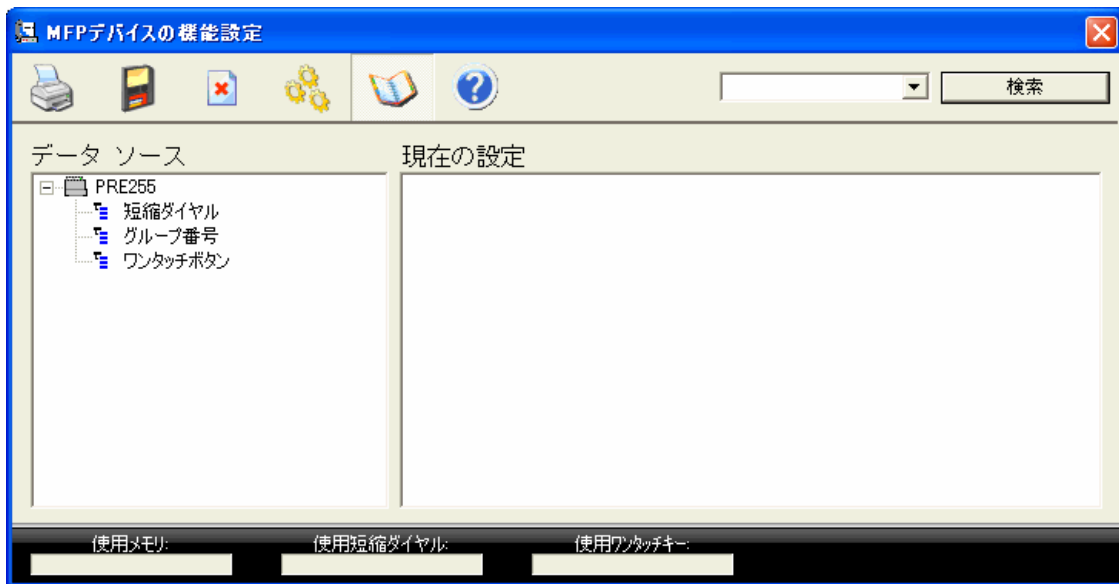 MFPデバイスの機能設定
検索
データ ソース
現在の設定
PRE255
短縮ダイヤル
グループ番号
ワンタッチボタン
使用メモリ:
使用短縮ダイヤル:
使用ワンタッチキー: